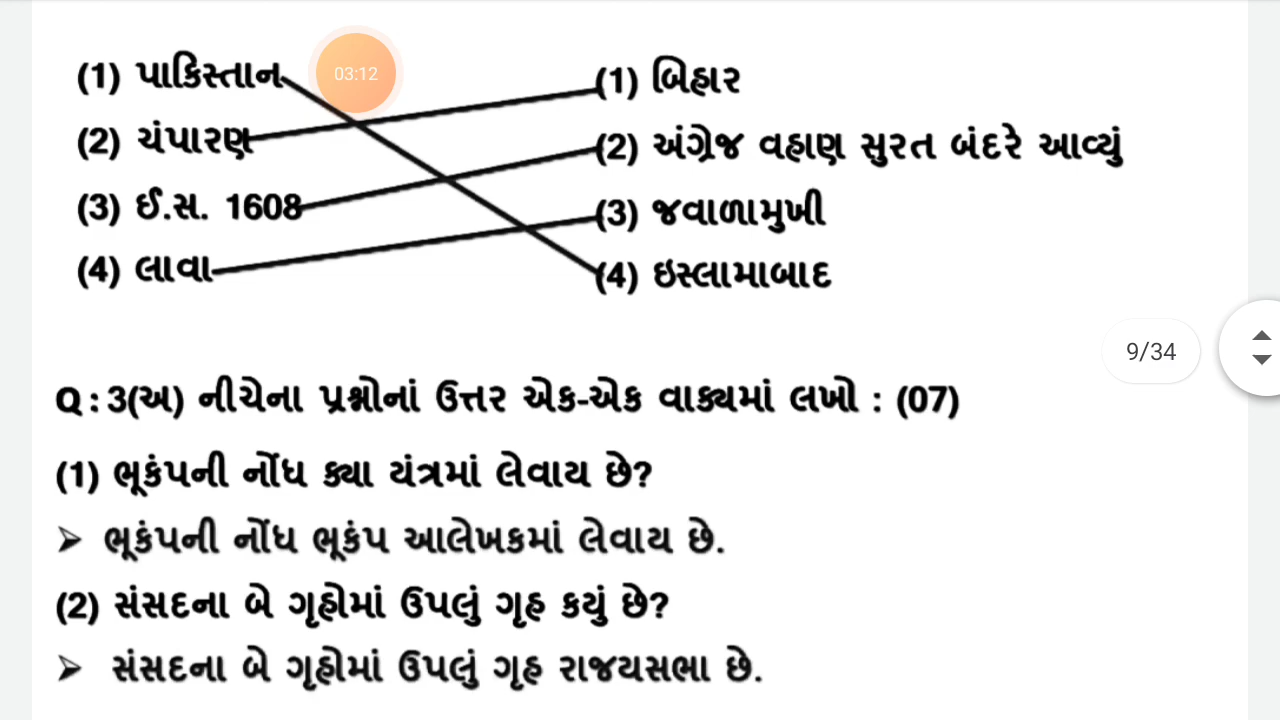 (1) પાકિસ્તાન (1) બિહાર
03:12
(2) ચંપારણ (2) અંગ્રેજ વહાણ સુરત બંદરે આવ્યું
(3) ઈ.સ. 1608 (3) જવાળામુખી
(4) લાવા (4) ઇસ્લામાબાદ
9/34
Q : 3(અ) નીચેના પ્રશ્નોનાં ઉત્તર એક-એક વાક્યમાં લખો : (07)
(1) ભૂકંપની નોંધ ક્યા યંત્રમાં લેવાય છે?
➢ ભૂકંપની નોંધ ભૂકંપ આલેખકમાં લેવાય છે.
(2) સંસદના બે ગૃહોમાં ઉપલું ગૃહ કયું છે?
➢ સંસદના બે ગૃહોમાં ઉપલું ગૃહ રાજયસભા છે.